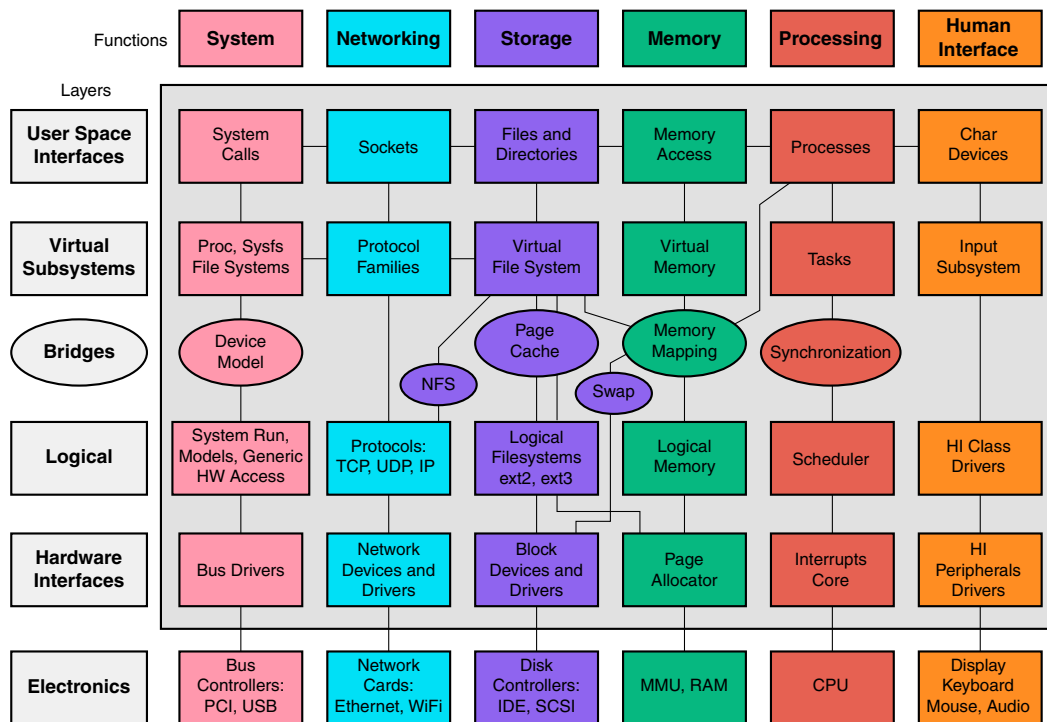 Functions
System
Networking
Storage
Memory
Processing
Human
Interface
Layers
User Space
Interfaces
System
Calls
Sockets
Files and
Directories
Memory
Access
Processes
Char
Devices
Virtual
Subsystems
Proc, Sysfs
File Systems
Protocol
Families
Virtual
File System
Virtual
Memory
Tasks
Input
Subsystem
Bridges
Device
Model
NFS
Page
Cache
Swap
Memory
Mapping
Synchronization
Logical
System Run,
Models, Generic
HW Access
Protocols:
TCP, UDP, IP
Logical
Filesystems
ext2, ext3
Logical
Memory
Scheduler
HI Class
Drivers
Hardware
Interfaces
Bus Drivers
Network
Devices and
Drivers
Block
Devices and
Drivers
Page
Allocator
Interrupts
Core
HI
Peripherals
Drivers
Electronics
Bus
Controllers:
PCI, USB
Network
Cards:
Ethernet, WiFi
Disk
Controllers:
IDE, SCSI
MMU, RAM
CPU
Display
Keyboard
Mouse, Audio